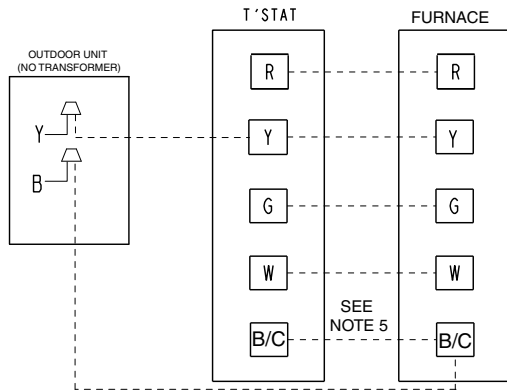 T'STAT
FURNACE
OUTDOOR UNIT
(NO TRANSFORMER)
R
R
Y
Y
Y
B
G
G
W
W
SEE
NOTE 5
B/C
B/C